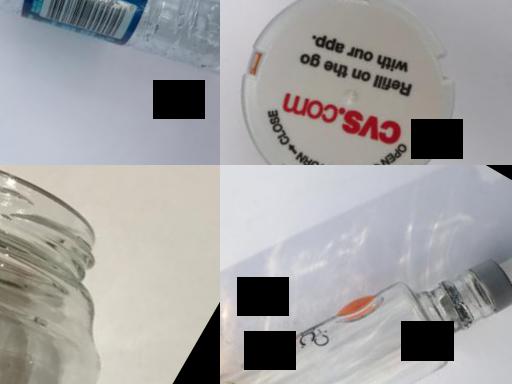 Refill on the go
with our app.
CVS.com
CLOSE
OPEN